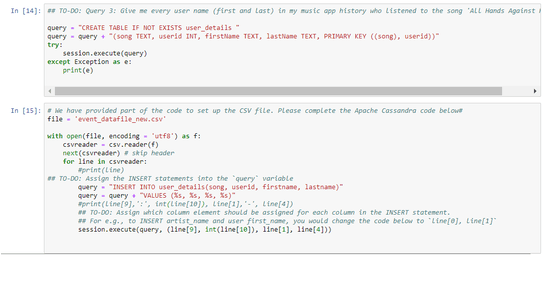 In [14]:
## TO-DO: Query 3: Give me every user name (first and last) in my music app history who listened to the song 'All Hands Against
query = "CREATE TABLE IF NOT EXISTS user_details "
query = query + "(song TEXT, userid INT, firstName TEXT, lastName TEXT, PRIMARY KEY ((song), userid))"
try:
session.execute(query)
except Exception as e:
print(e)
In [15]:
# We have provided part of the code to set up the CSV file. Please complete the Apache Cassandra code below#
file = 'event_datafile_new.csv'
with open(file, encoding = 'utf8') as f:
csvreader = csv.reader(f)
next(csvreader) # skip header
for line in csvreader:
#print(Line)
## TO-DO: Assign the INSERT statements into the `query` variable
query = "INSERT INTO user_details(song, userid, firstname, lastname)"
query = query + "VALUES (%s, %s, %s, %s)"
#print(line[9],':', int(line[10]), line[1],'-', line[4])
## TO-DO: Assign which column element should be assigned for each column in the INSERT statement.
## For e.g., to INSERT artist_name and user first_name, you would change the code below to `line[0], line[1]`
session.execute(query, (line[9], int(line[10]), line[1], line[4]))